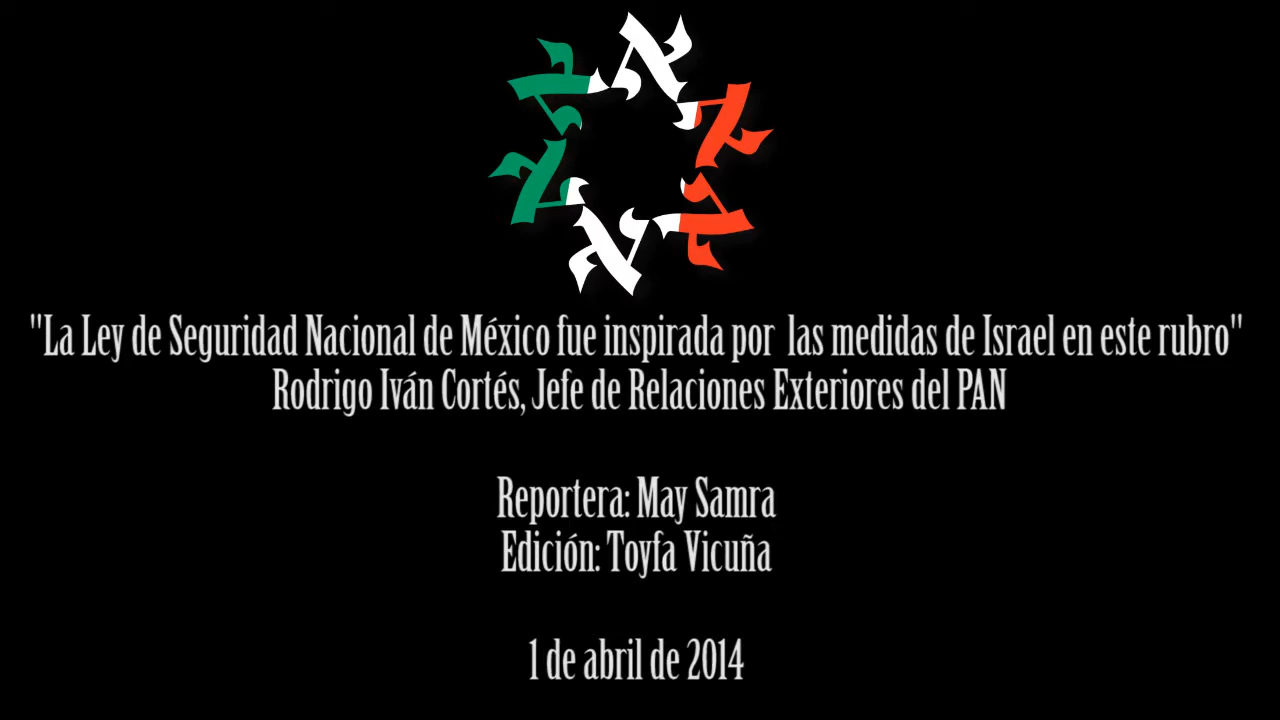 "La Ley de Seguridad Nacional de México fue inspirada por las medidas de Israel en este rubro"
Rodrigo Iván Cortés, Jefe de Relaciones Exteriores del PAN
Reportera: May Samra
Edición: Toyfa Vicuña
1 de abril de 2014